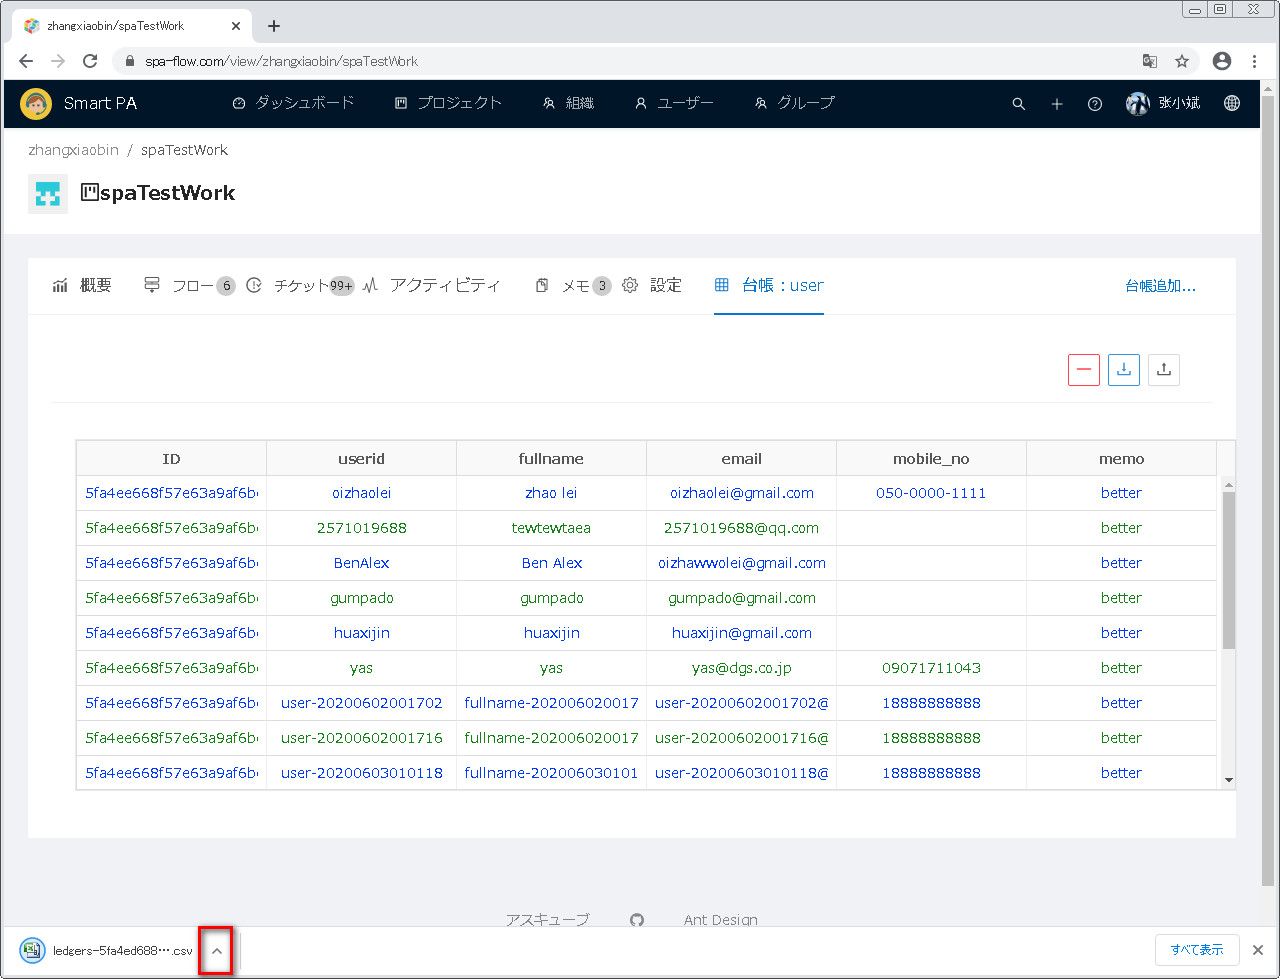 zhangxiaobin/spaTestWork
spa-flow.com/view/zhangxiaobin/spaTestWork
Smart PA ダッシュボード プロジェクト 組織 ユーザー グループ 张小斌
zhangxiaobin / spaTestWork
spaTestWork
概要 フロー 6 チケット 99+ アクティビティ メモ 3 設定 台帳：user 台帳追加...
ID userid fullname email mobile_no memo
5fa4ee668f57e63a9af6b oizhaolei zhao lei oizhaolei@gmail.com 050-0000-1111 better
5fa4ee668f57e63a9af6b 2571019688 tewtewtaea 2571019688@qq.com better
5fa4ee668f57e63a9af6b BenAlex Ben Alex oizhawwolei@gmail.com better
5fa4ee668f57e63a9af6b gumpado gumpado gumpado@gmail.com better
5fa4ee668f57e63a9af6b huaxijin huaxijin huaxijin@gmail.com better
5fa4ee668f57e63a9af6b yas yas yas@dgs.co.jp 09071711043 better
5fa4ee668f57e63a9af6b user-20200602001702 fullname-202006020017 user-20200602001702@ 18888888888 better
5fa4ee668f57e63a9af6b user-20200602001716 fullname-202006020017 user-20200602001716@ 18888888888 better
5fa4ee668f57e63a9af6b user-20200603010118 fullname-202006030101 user-20200603010118@ 18888888888 better
アスキューブ Ant Design
ledgers-5fa4ed688….csv すべて表示